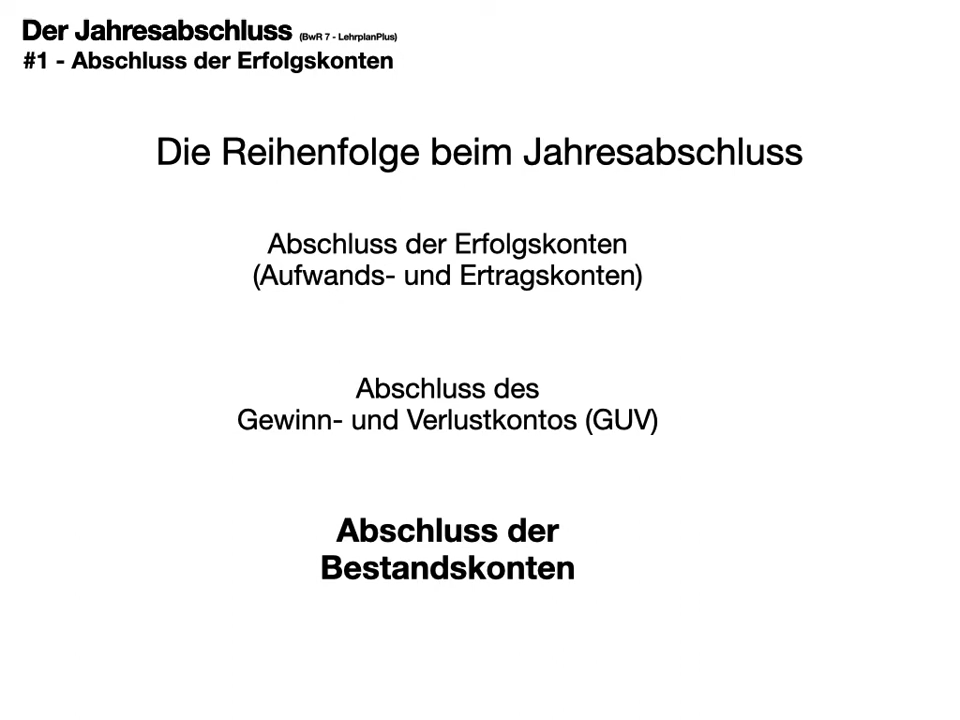 Der Jahresabschluss (BwR 7 - LehrplanPlus)
#1 - Abschluss der Erfolgskonten
Die Reihenfolge beim Jahresabschluss
Abschluss der Erfolgskonten
(Aufwands- und Ertragskonten)
Abschluss des
Gewinn- und Verlustkontos (GUV)
Abschluss der
Bestandskonten